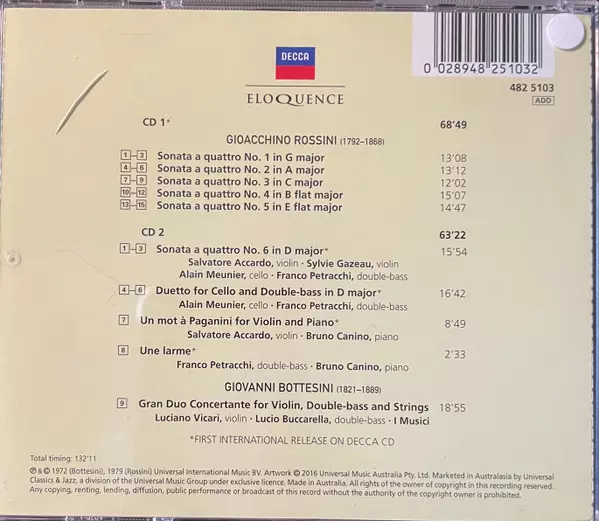 DECCA
ELOQUENCE
0 028948 251032
482 5103
ADD
CD 1* 68'49
GIOACCHINO ROSSINI (1792–1868)
1–3 Sonata a quattro No. 1 in G major 13'08
4–6 Sonata a quattro No. 2 in A major 13'12
7–9 Sonata a quattro No. 3 in C major 12'02
10–12 Sonata a quattro No. 4 in B flat major 15'07
13–15 Sonata a quattro No. 5 in E flat major 14'47
CD 2 63'22
1–3 Sonata a quattro No. 6 in D major* 15'54
Salvatore Accardo, violin · Sylvie Gazeau, violin
Alain Meunier, cello · Franco Petracchi, double-bass
4–6 Duetto for Cello and Double-bass in D major* 16'42
Alain Meunier, cello · Franco Petracchi, double-bass
7 Un mot à Paganini for Violin and Piano* 8'49
Salvatore Accardo, violin · Bruno Canino, piano
8 Une larme* 2'33
Franco Petracchi, double-bass · Bruno Canino, piano
GIOVANNI BOTTESINI (1821–1889)
9 Gran Duo Concertante for Violin, Double-bass and Strings 18'55
Luciano Vicari, violin · Lucio Buccarella, double-bass · I Musici
*FIRST INTERNATIONAL RELEASE ON DECCA CD
Total timing: 132'11
℗ & © 1972 (Bottesini), 1979 (Rossini) Universal International Music BV. Artwork © 2016 Universal Music Australia Pty. Ltd. Marketed in Australasia by Universal
Classics & Jazz, a division of the Universal Music Group under exclusive licence. Made in Australia. All rights of the owner of copyright in this recording reserved.
Any copying, renting, lending, diffusion, public performance or broadcast of this record without the authority of the copyright owner is prohibited.